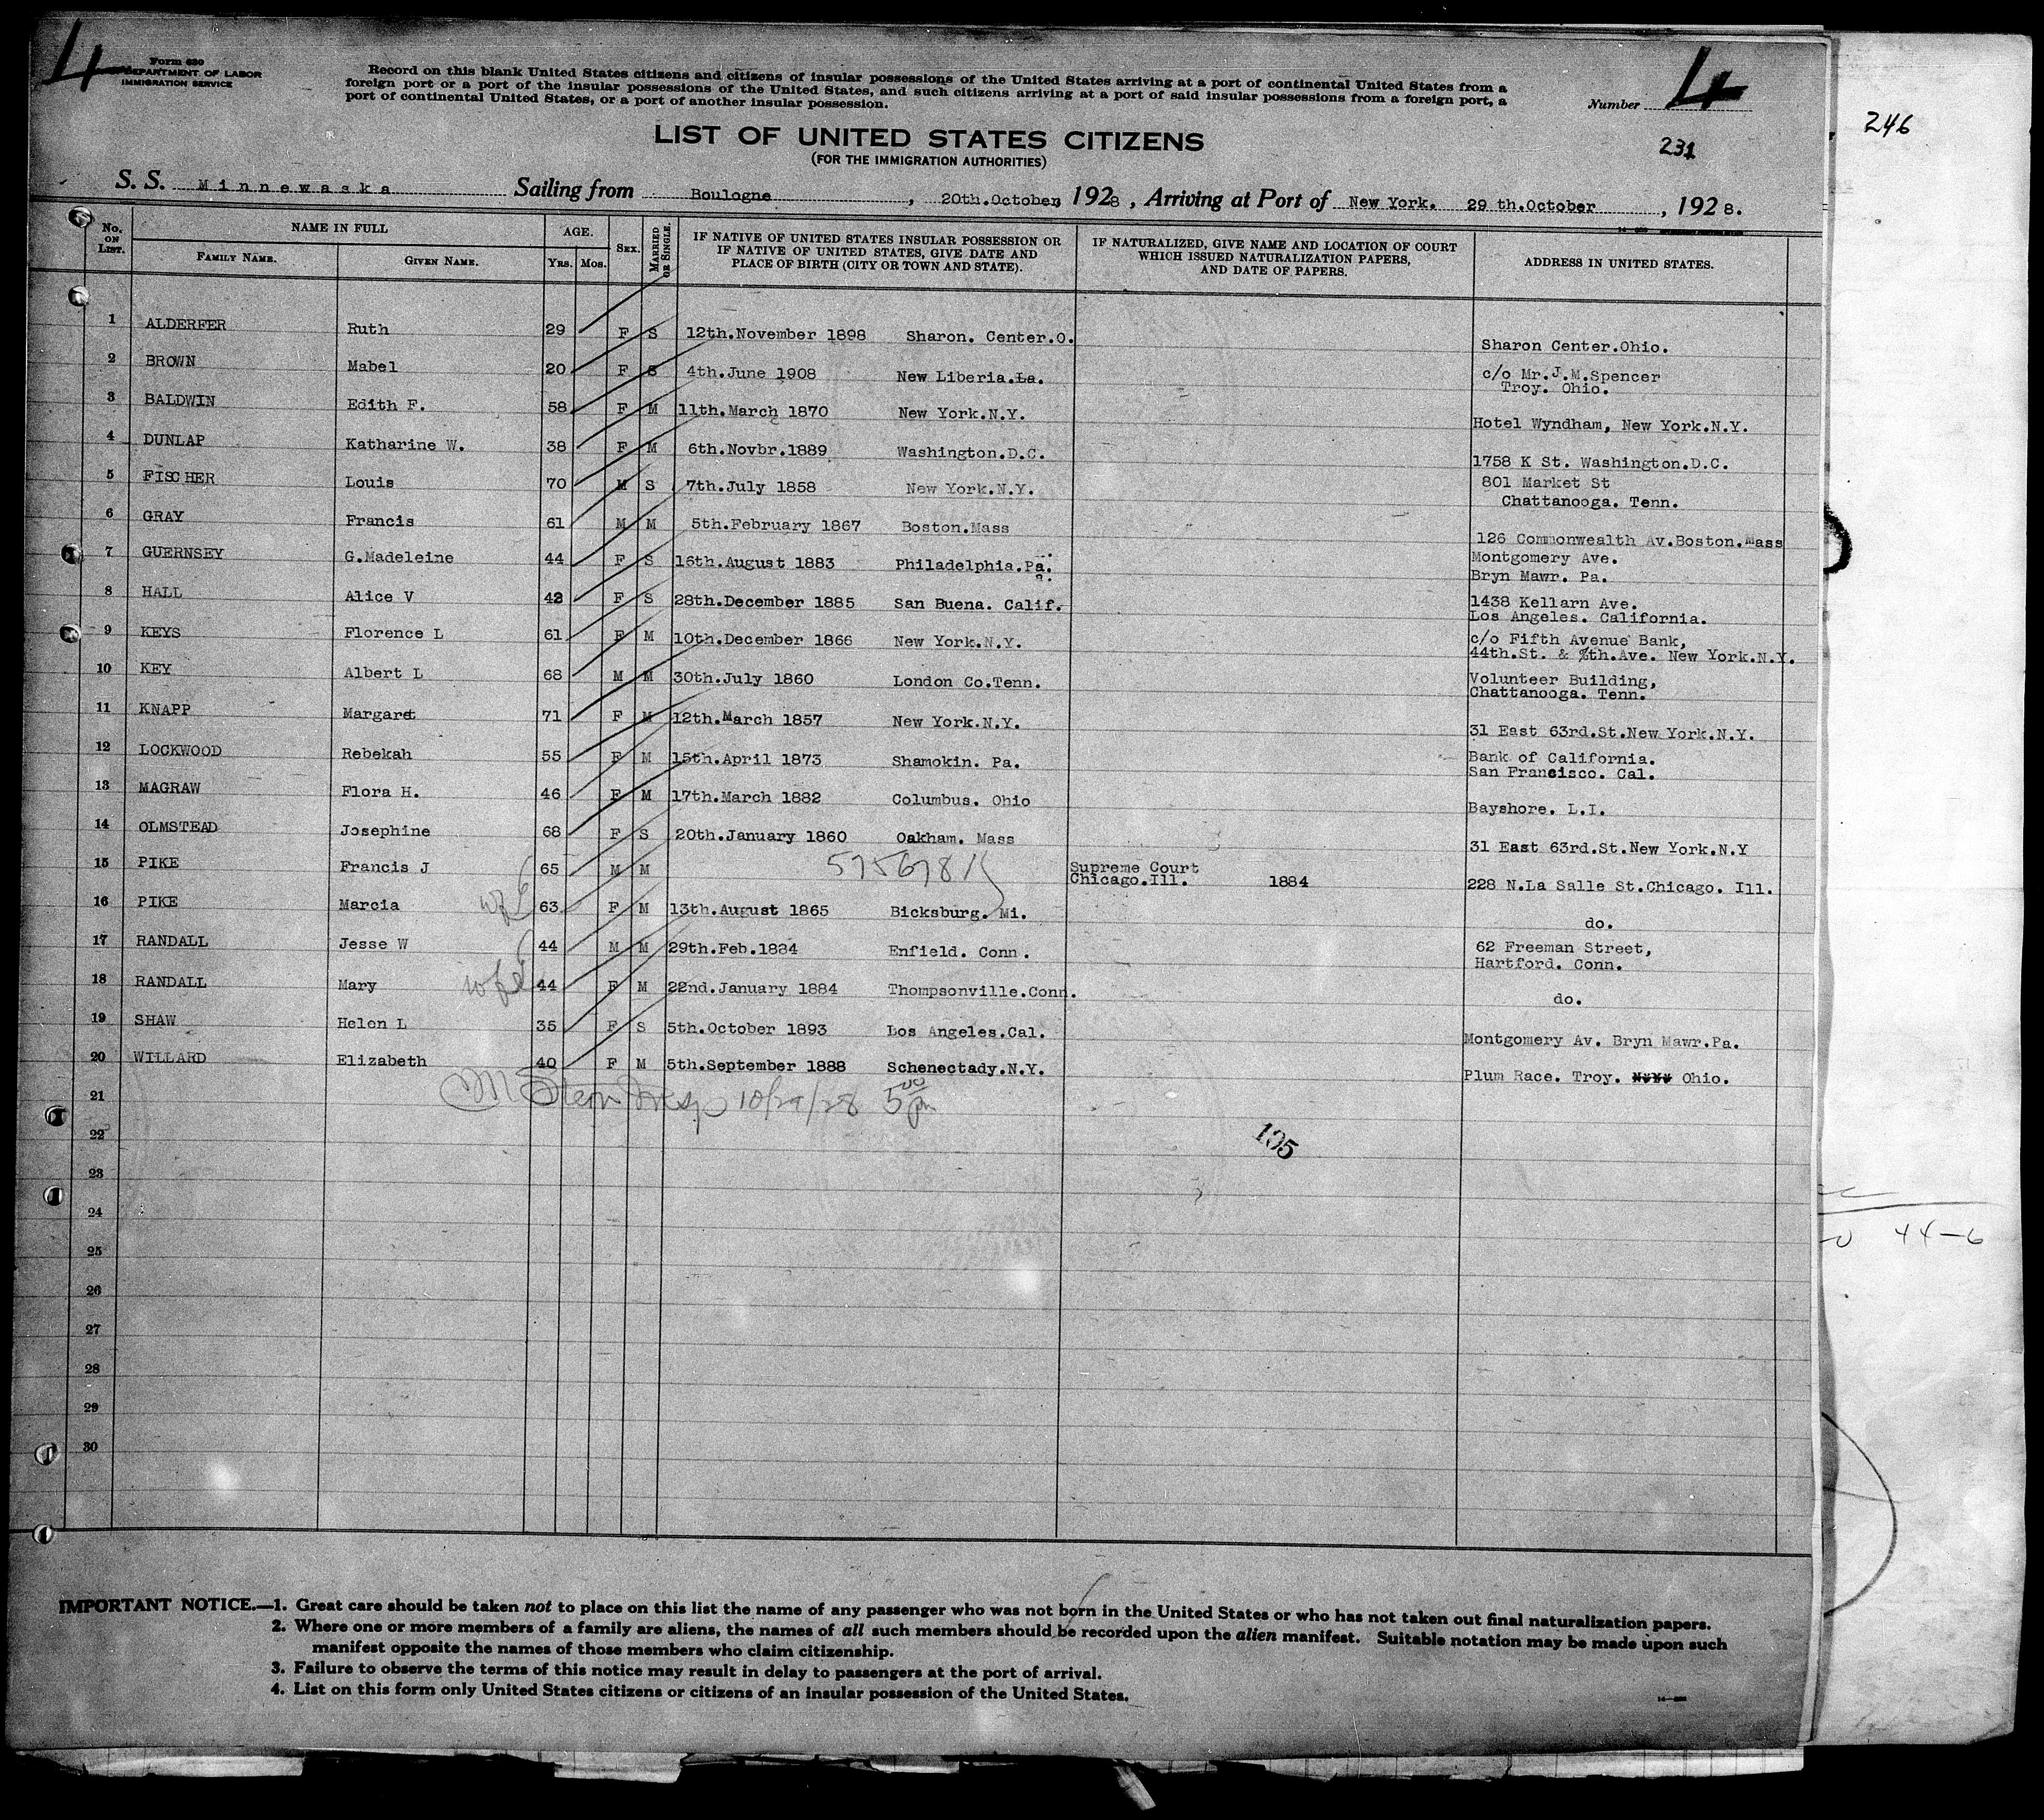 4
Form 630
DEPARTMENT OF LABOR
IMMIGRATION SERVICE
Record on this blank United States citizens and citizens of insular possessions of the United States arriving at a port of continental United States from a
foreign port or a port of the insular possessions of the United States, and such citizens arriving at a port of said insular possessions from a foreign port, a
port of continental United States, or a port of another insular possession.
Number 4
246
231
LIST OF UNITED STATES CITIZENS
(FOR THE IMMIGRATION AUTHORITIES)
S. S. Minnewaska Sailing from Boulogne, 20th.October, 1928, Arriving at Port of New York. 29 th.October, 1928.
No. ON LIST. NAME IN FULL FAMILY NAME. GIVEN NAME. AGE. YRS. MOS. SEX. MARRIED OR SINGLE. IF NATIVE OF UNITED STATES INSULAR POSSESSION OR IF NATIVE OF UNITED STATES, GIVE DATE AND PLACE OF BIRTH (CITY OR TOWN AND STATE). IF NATURALIZED, GIVE NAME AND LOCATION OF COURT WHICH ISSUED NATURALIZATION PAPERS, AND DATE OF PAPERS. ADDRESS IN UNITED STATES.
1 ALDERFER Ruth 29 F S 12th.November 1898 Sharon. Center.O. Sharon Center.Ohio.
2 BROWN Mabel 20 F S 4th.June 1908 New Liberia.La. c/o Mr.J.M.Spencer
Troy. Ohio.
3 BALDWIN Edith F. 58 F M 11th.March 1870 New York.N.Y. Hotel Wyndham, New York.N.Y.
4 DUNLAP Katharine W. 38 F M 6th.Novbr.1889 Washington.D.C. 1758 K St. Washington.D.C.
5 FISCHER Louis 70 M S 7th.July 1858 New York.N.Y. 801 Market St
Chattanooga. Tenn.
6 GRAY Francis 61 M M 5th.February 1867 Boston.Mass 126 Commonwealth Av.Boston.Mass
7 GUERNSEY G.Madeleine 44 F S 16th.August 1883 Philadelphia.Pa. Montgomery Ave.
Bryn Mawr. Pa.
8 HALL Alice V 42 F S 28th.December 1885 San Buena. Calif. 1438 Kellarn Ave.
Los Angeles. California.
9 KEYS Florence L 61 F M 10th.December 1866 New York.N.Y. c/o Fifth Avenue Bank,
44th.St. & 5th.Ave. New York.N.Y.
10 KEY Albert L 68 M M 30th.July 1860 London Co.Tenn. Volunteer Building,
Chattanooga. Tenn.
11 KNAPP Margaret 71 F M 12th.March 1857 New York.N.Y. 31 East 63rd.St.New York.N.Y.
12 LOCKWOOD Rebekah 55 F M 15th.April 1873 Shamokin. Pa. Bank of California.
San Francisco. Cal.
13 MAGRAW Flora H. 46 F M 17th.March 1882 Columbus. Ohio Bayshore. L.I.
14 OLMSTEAD Josephine 68 F S 20th.January 1860 Oakham. Mass 31 East 63rd.St.New York.N.Y
15 PIKE Francis J 65 M M Supreme Court
Chicago.Ill. 1884 228 N.La Salle St.Chicago. Ill.
16 PIKE Marcia wife 63 F M 13th.August 1865 Bicksburg. Mi. do.
17 RANDALL Jesse W 44 M M 29th.Feb.1884 Enfield. Conn. 62 Freeman Street,
Hartford. Conn.
18 RANDALL Mary wife 44 F M 22nd.January 1884 Thompsonville.Conn. do.
19 SHAW Helen L 35 F S 5th.October 1893 Los Angeles.Cal. Montgomery Av. Bryn Mawr.Pa.
20 WILLARD Elizabeth 40 F M 5th.September 1888 Schenectady.N.Y. Plum Race. Troy. N.Y. Ohio.
21 10/29/28 5 00 pm
22
105
23
24
44-6
25
26
27
28
29
30
IMPORTANT NOTICE.—1. Great care should be taken not to place on this list the name of any passenger who was not born in the United States or who has not taken out final naturalization papers.
2. Where one or more members of a family are aliens, the names of all such members should be recorded upon the alien manifest. Suitable notation may be made upon such
manifest opposite the names of those members who claim citizenship.
3. Failure to observe the terms of this notice may result in delay to passengers at the port of arrival.
4. List on this form only United States citizens or citizens of an insular possession of the United States.